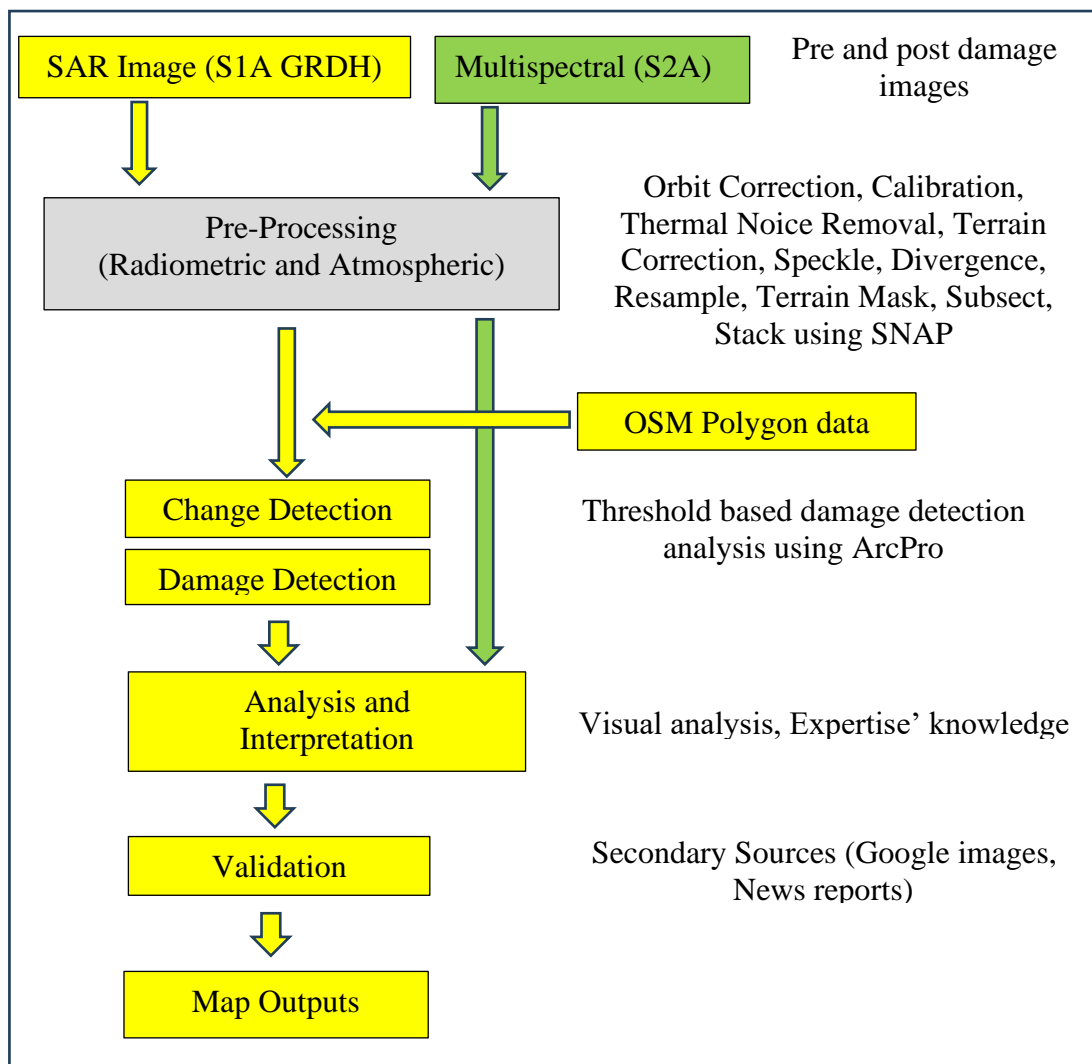 SAR Image (S1A GRDH)
Multispectral (S2A)
Pre and post damage
images
Pre-Processing
(Radiometric and Atmospheric)
Orbit Correction, Calibration,
Thermal Noice Removal, Terrain
Correction, Speckle, Divergence,
Resample, Terrain Mask, Subsect,
Stack using SNAP
OSM Polygon data
Change Detection
Damage Detection
Threshold based damage detection
analysis using ArcPro
Analysis and
Interpretation
Visual analysis, Expertise’ knowledge
Validation
Secondary Sources (Google images,
News reports)
Map Outputs